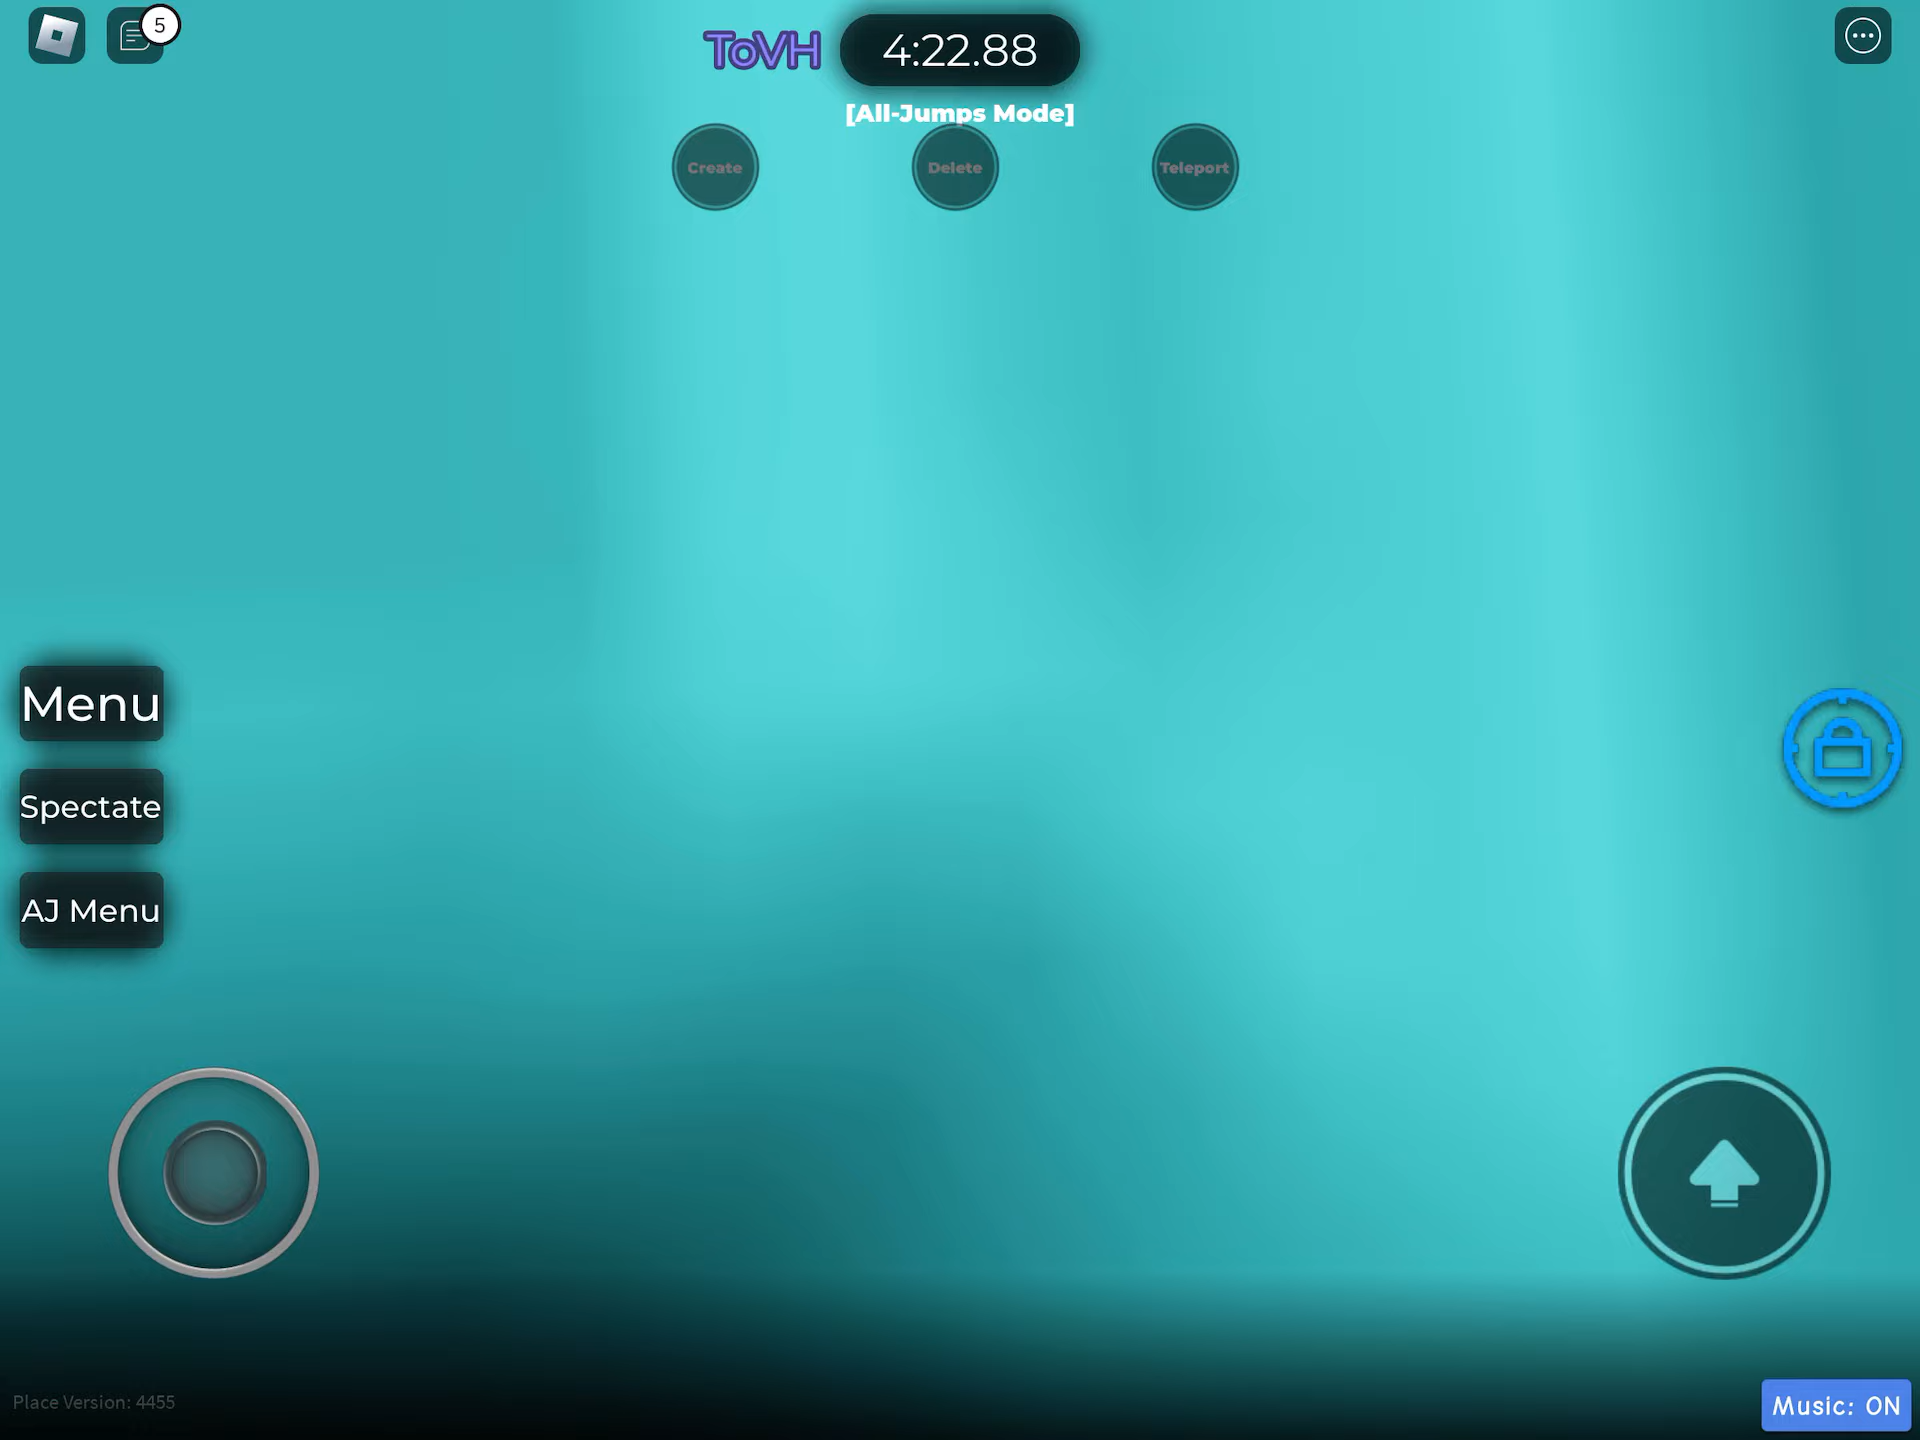 5
ToVH 4:22.88
[All-Jumps Mode]
Create Delete Teleport
Menu
Spectate
AJ Menu
Place Version: 4455
Music: ON